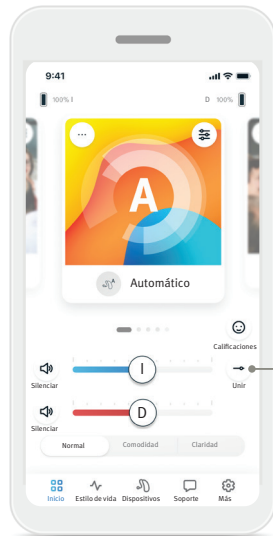 9:41
100% I
D 100%
A
Automático
Calificaciones
I
Silenciar
Unir
D
Silenciar
Normal Comodidad Claridad
Inicio Estilo de vida Dispositivos Soporte Más